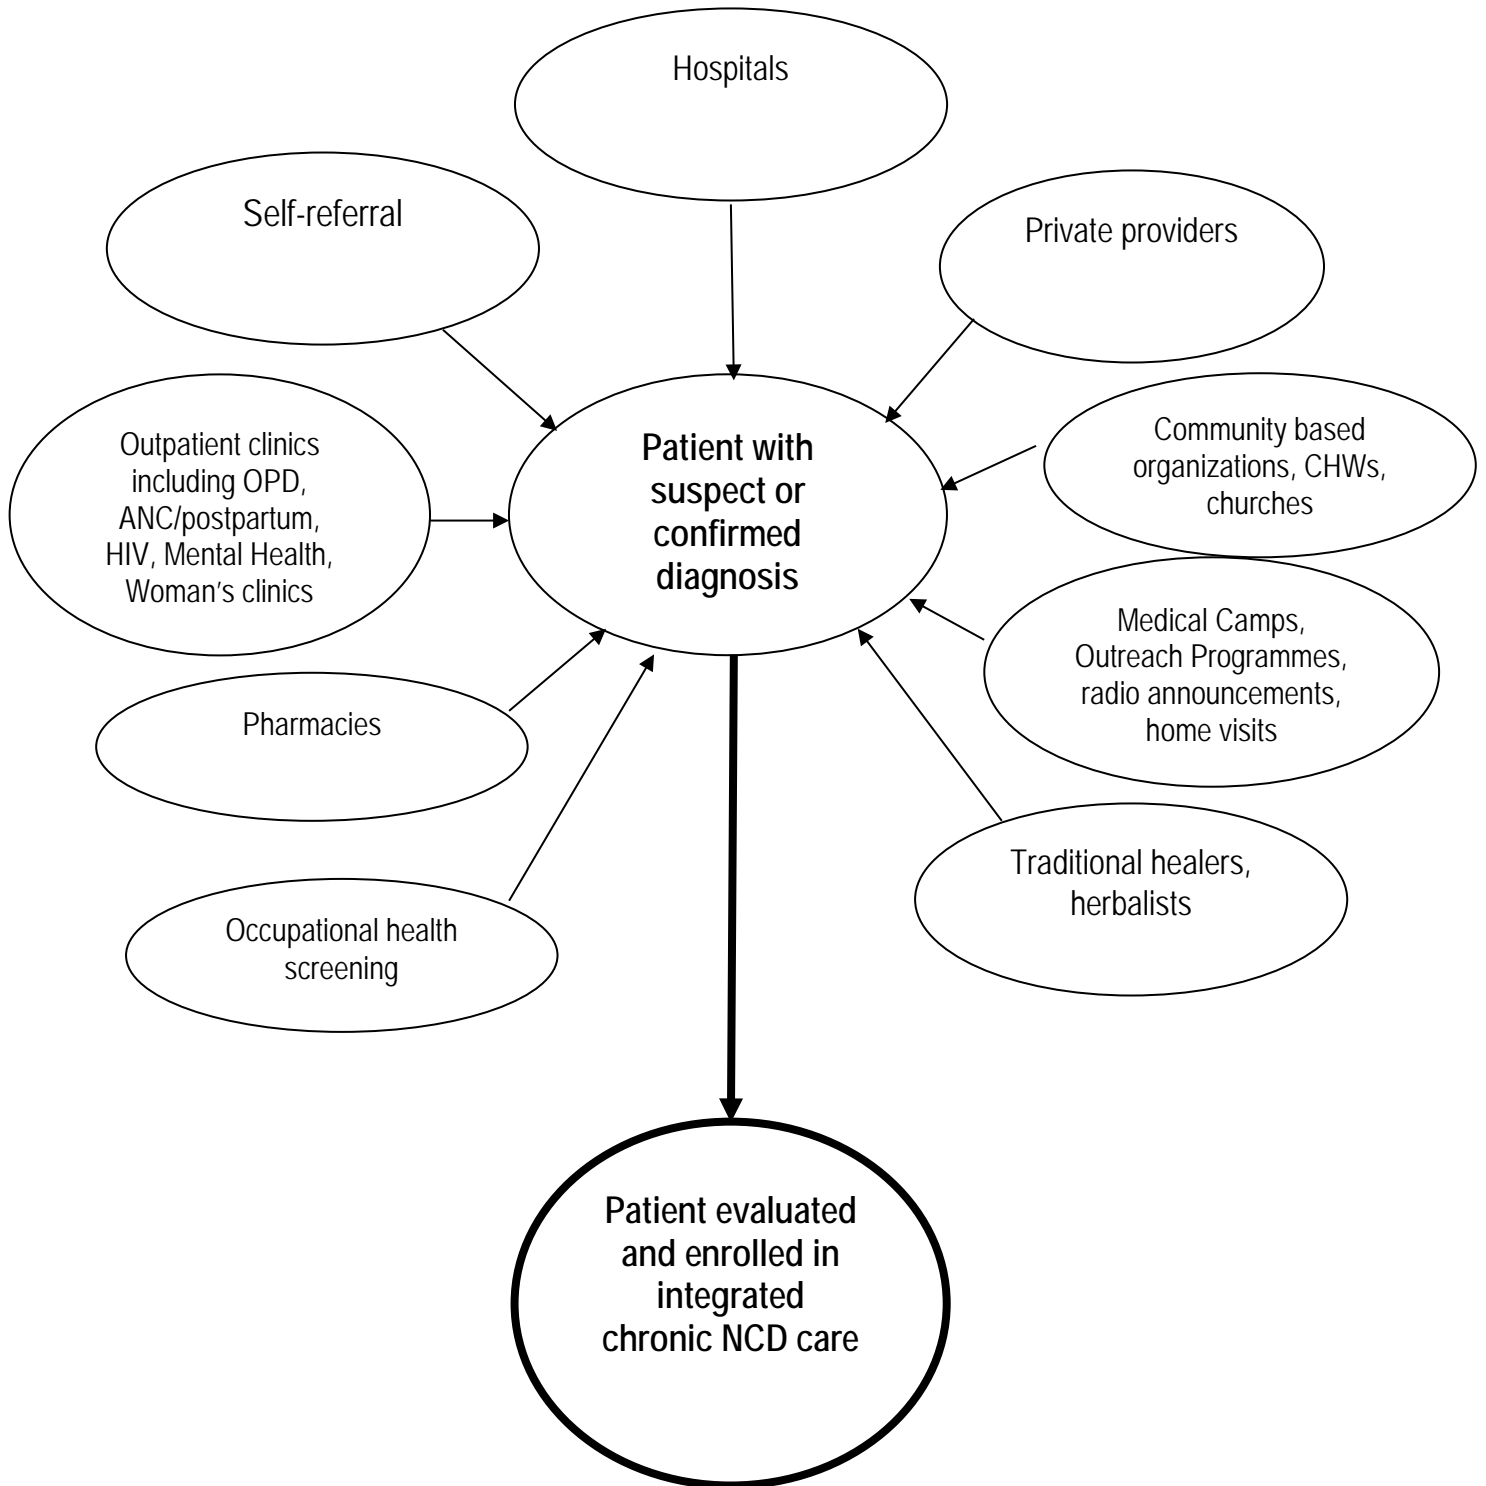 Hospitals
Self-referral
Private providers
Outpatient clinics
including OPD,
ANC/postpartum,
HIV, Mental Health,
Woman's clinics
Patient with
suspect or
confirmed
diagnosis
Community based
organizations, CHWs,
churches
Medical Camps,
Outreach Programmes,
radio announcements,
home visits
Pharmacies
Traditional healers,
herbalists
Occupational health
screening
Patient evaluated
and enrolled in
integrated
chronic NCD care